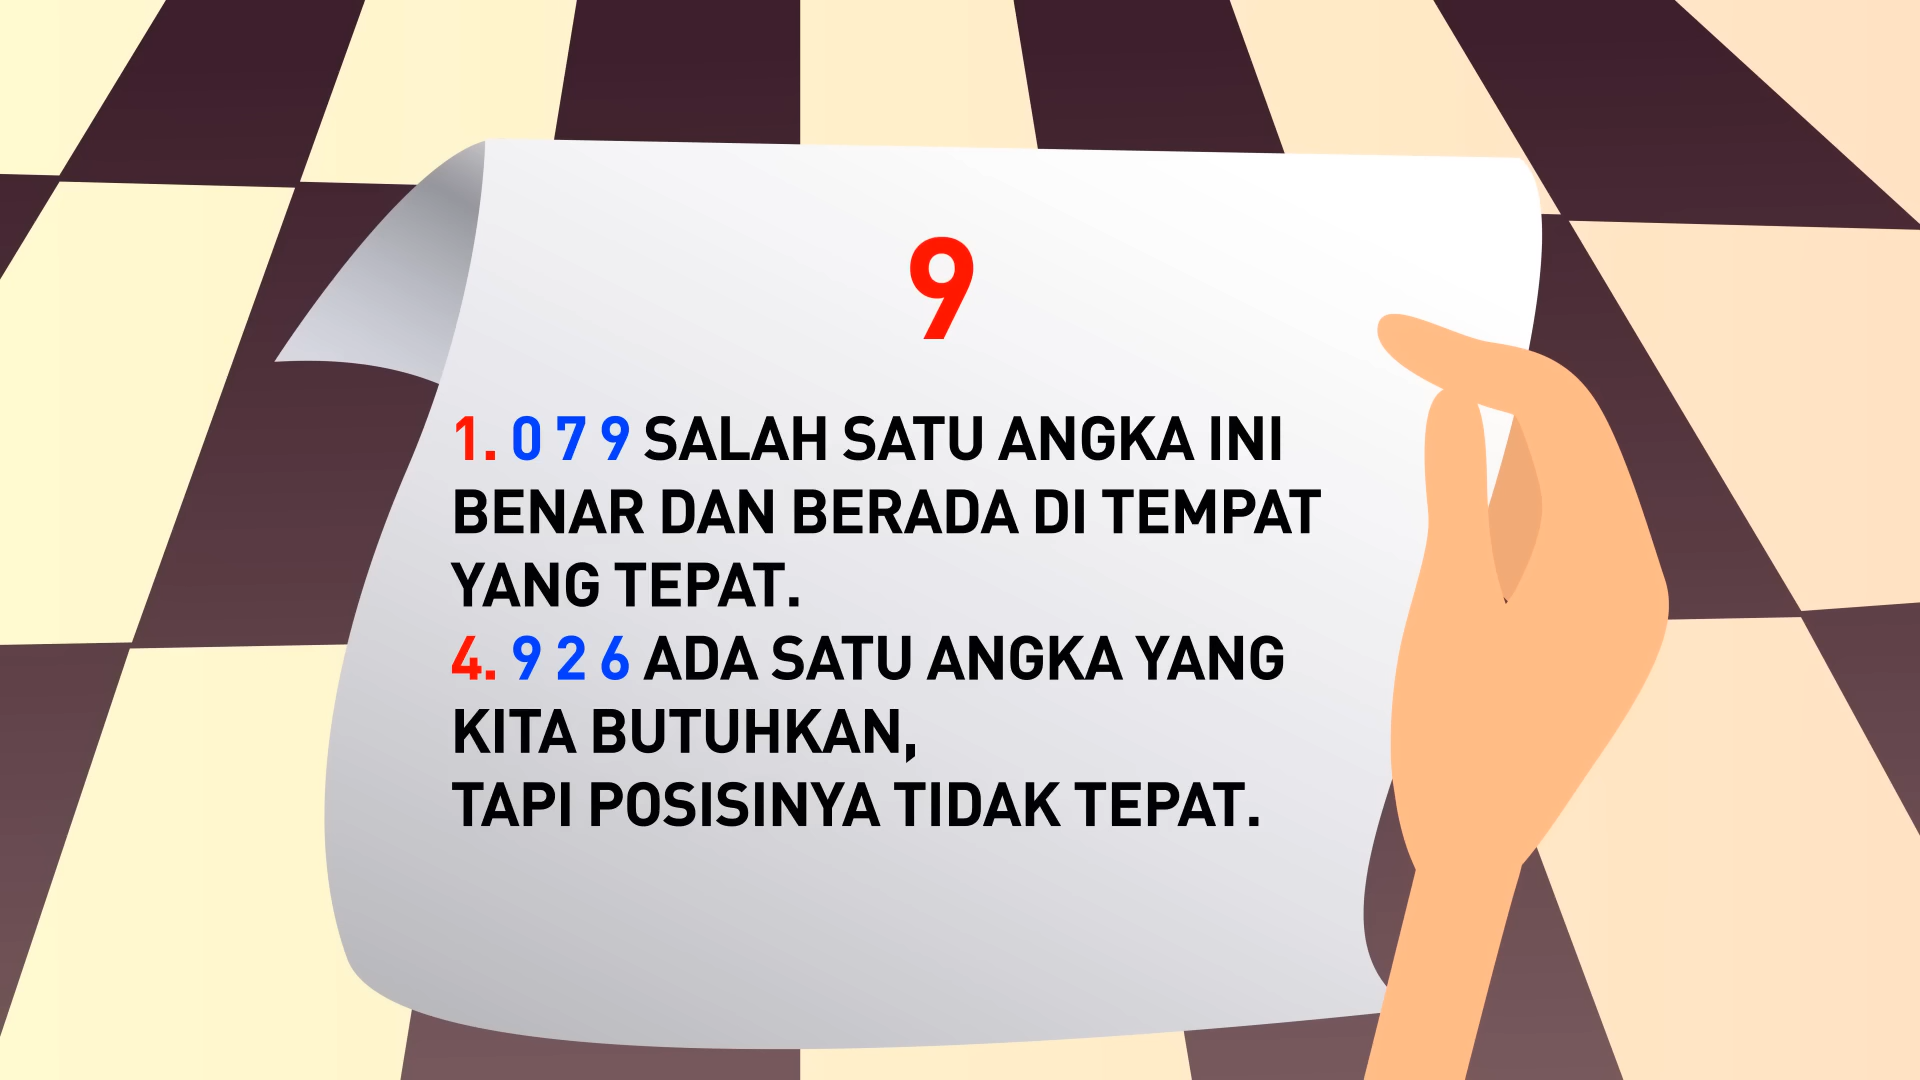 9
1. 0 7 9 SALAH SATU ANGKA INI
BENAR DAN BERADA DI TEMPAT
YANG TEPAT.
4. 9 2 6 ADA SATU ANGKA YANG
KITA BUTUHKAN,
TAPI POSISINYA TIDAK TEPAT.